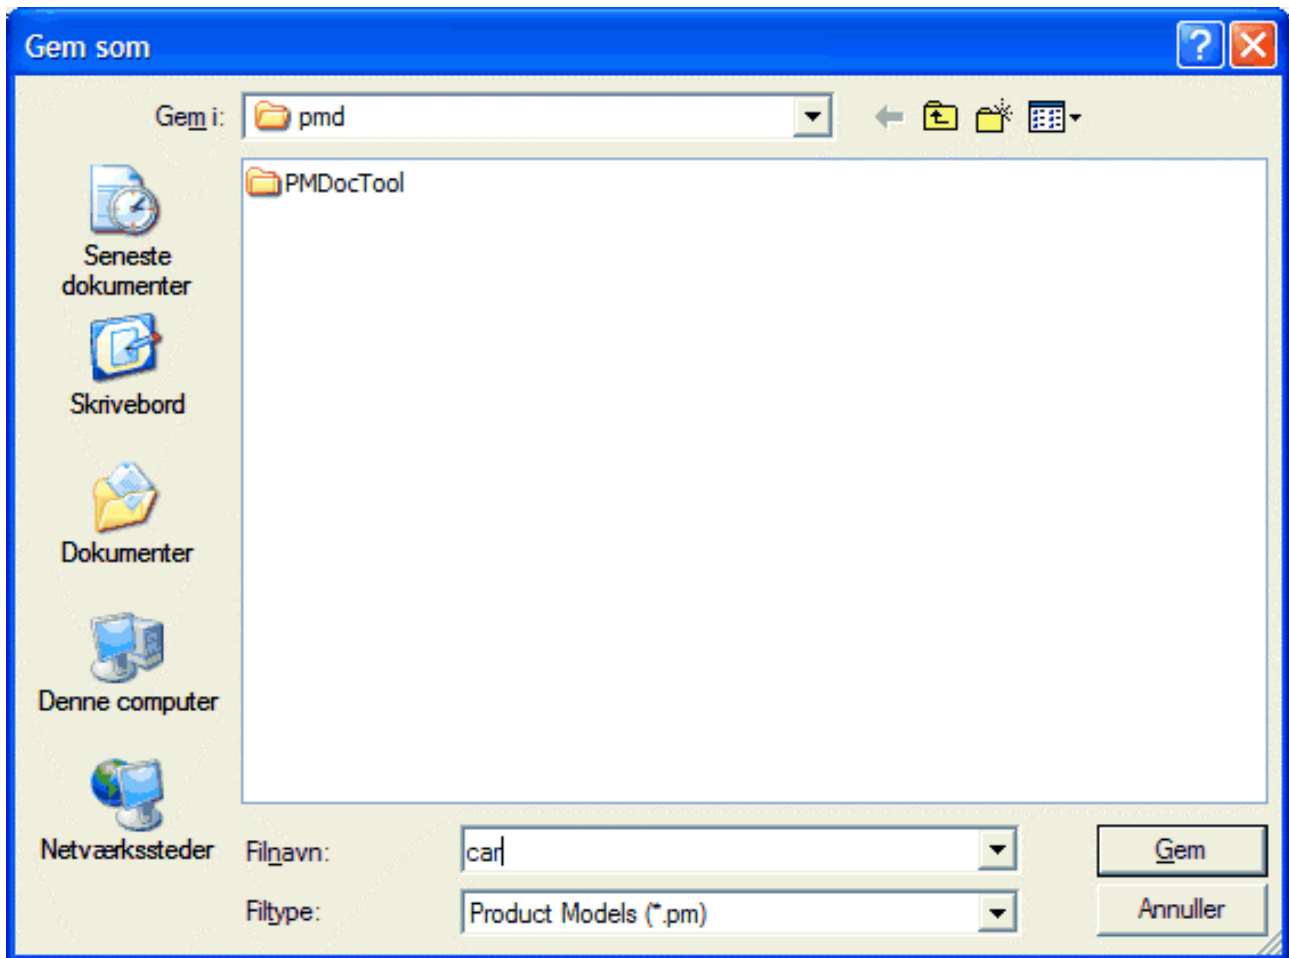 Gem som
Gem i: pmd
PMDocTool
Seneste
dokumenter
Skrivebord
Dokumenter
Denne computer
Netværkssteder
Filnavn: car
Gem
Filtype: Product Models (*.pm)
Annuller